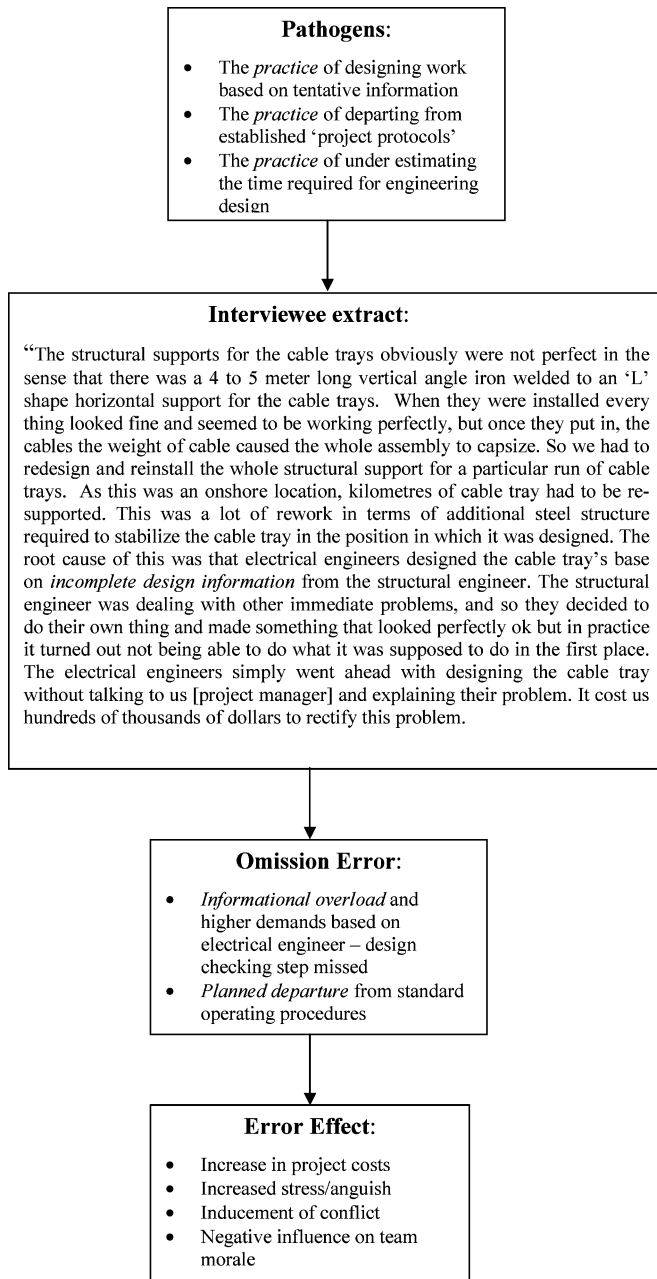 Pathogens:
• The practice of designing work
based on tentative information
• The practice of departing from
established ‘project protocols’
• The practice of under estimating
the time required for engineering
design
Interviewee extract:
“The structural supports for the cable trays obviously were not perfect in the
sense that there was a 4 to 5 meter long vertical angle iron welded to an ‘L’
shape horizontal support for the cable trays. When they were installed every
thing looked fine and seemed to be working perfectly, but once they put in, the
cables the weight of cable caused the whole assembly to capsize. So we had to
redesign and reinstall the whole structural support for a particular run of cable
trays. As this was an onshore location, kilometres of cable tray had to be re-
supported. This was a lot of rework in terms of additional steel structure
required to stabilize the cable tray in the position in which it was designed. The
root cause of this was that electrical engineers designed the cable tray’s base
on incomplete design information from the structural engineer. The structural
engineer was dealing with other immediate problems, and so they decided to
do their own thing and made something that looked perfectly ok but in practice
it turned out not being able to do what it was supposed to do in the first place.
The electrical engineers simply went ahead with designing the cable tray
without talking to us [project manager] and explaining their problem. It cost us
hundreds of thousands of dollars to rectify this problem.
Omission Error:
• Informational overload and
higher demands based on
electrical engineer – design
checking step missed
• Planned departure from standard
operating procedures
Error Effect:
• Increase in project costs
• Increased stress/anguish
• Inducement of conflict
• Negative influence on team
morale